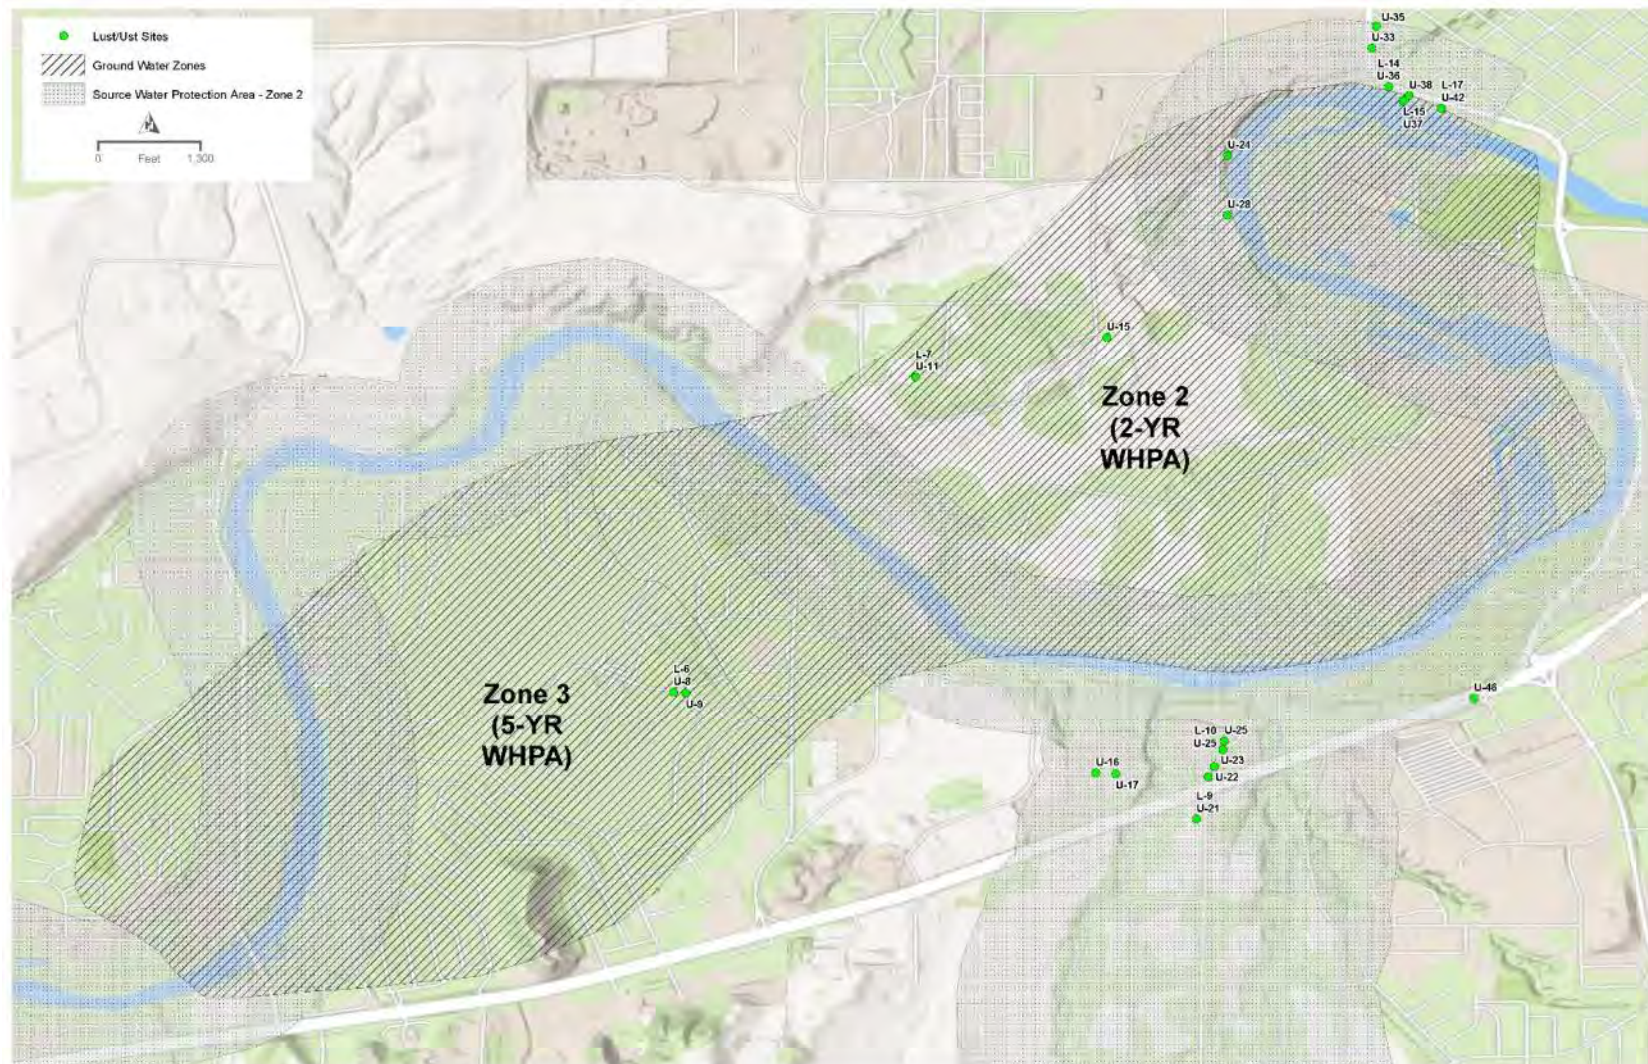 Lust/Ust Sites
Ground Water Zones
Source Water Protection Area - Zone 2
0 Feet 1,300
U-35
U-33
L-14
U-36
U-38
L-17
U-42
L-15
U37
U-24
U-28
U-15
L-7
U-11
Zone 2
(2-YR
WHPA)
L-6
U-8
U-9
Zone 3
(5-YR
WHPA)
U-46
L-10
U-25
U-25
U-23
U-16
U-17
U-22
L-9
U-21